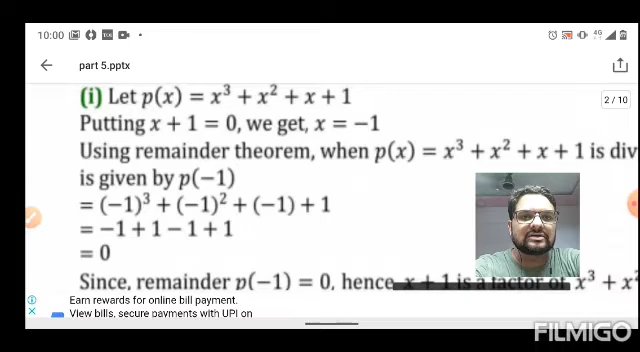 10:00
4G
part 5.pptx
2 / 10
(i) Let p(x) = x³ + x² + x + 1
Putting x + 1 = 0, we get, x = −1
Using remainder theorem, when p(x) = x³ + x² + x + 1 is div
is given by p(−1)
= (−1)³ + (−1)² + (−1) + 1
= −1 + 1 − 1 + 1
= 0
Since, remainder p(−1) = 0, hence x + 1 is a factor of x³ + x²
Earn rewards for online bill payment.
View bills, secure payments with UPI on
FILMIGO